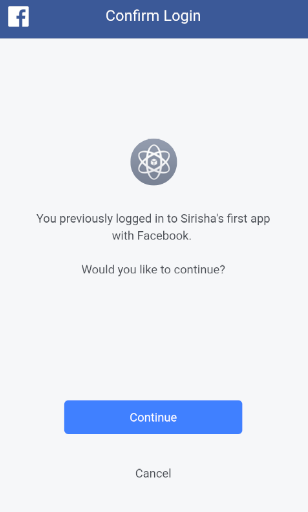 Confirm Login
You previously logged in to Sirisha's first app
with Facebook.
Would you like to continue?
Continue
Cancel